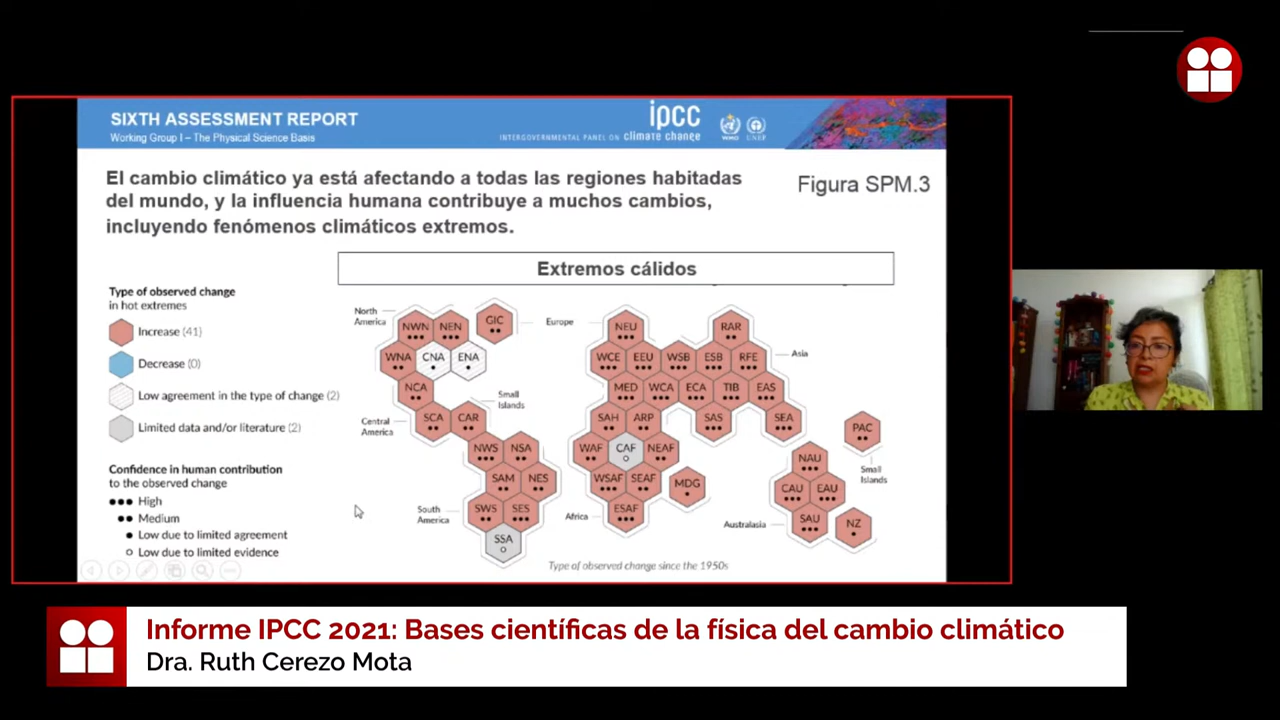 SIXTH ASSESSMENT REPORT
Working Group I – The Physical Science Basis
ipcc
INTERGOVERNMENTAL PANEL ON climate change
WMO UNEP
El cambio climático ya está afectando a todas las regiones habitadas
del mundo, y la influencia humana contribuye a muchos cambios,
incluyendo fenómenos climáticos extremos.
Figura SPM.3
Extremos cálidos
Type of observed change
in hot extremes
Increase (41)
Decrease (0)
Low agreement in the type of change (2)
Limited data and/or literature (2)
Confidence in human contribution
to the observed change
High
Medium
Low due to limited agreement
Low due to limited evidence
North
America
NWN NEN GIC
WNA CNA ENA
NCA
Small
Islands
Central
America
SCA CAR
NWS NSA
SAM NES
South
America
SWS SES
SSA
Europe
NEU RAR
WCE EEU WSB ESB RFE
Asia
MED WCA ECA TIB EAS
SAH ARP SAS SEA
WAF CAF NEAF
WSAF SEAF MDG
Africa
ESAF
PAC
Small
Islands
NAU
CAU EAU
Australasia
SAU NZ
Type of observed change since the 1950s
Informe IPCC 2021: Bases científicas de la física del cambio climático
Dra. Ruth Cerezo Mota